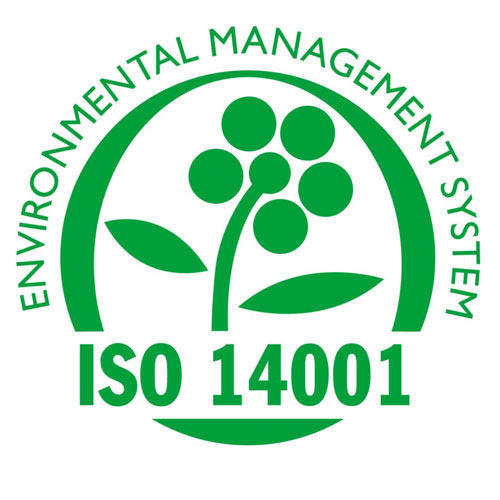 ENVIRONMENTAL MANAGEMENT SYSTEM
ISO 14001